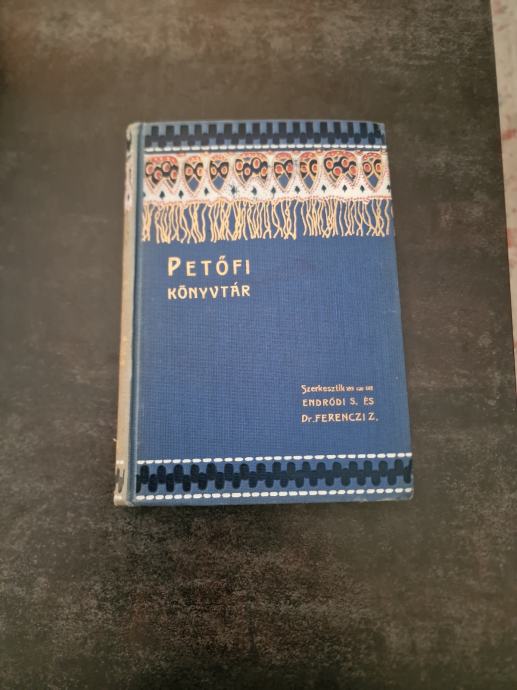 PETŐFI
KÖNYVTÁR
Szerkesztik
ENDRŐDI S. ÉS
Dr. FERENCZI Z.